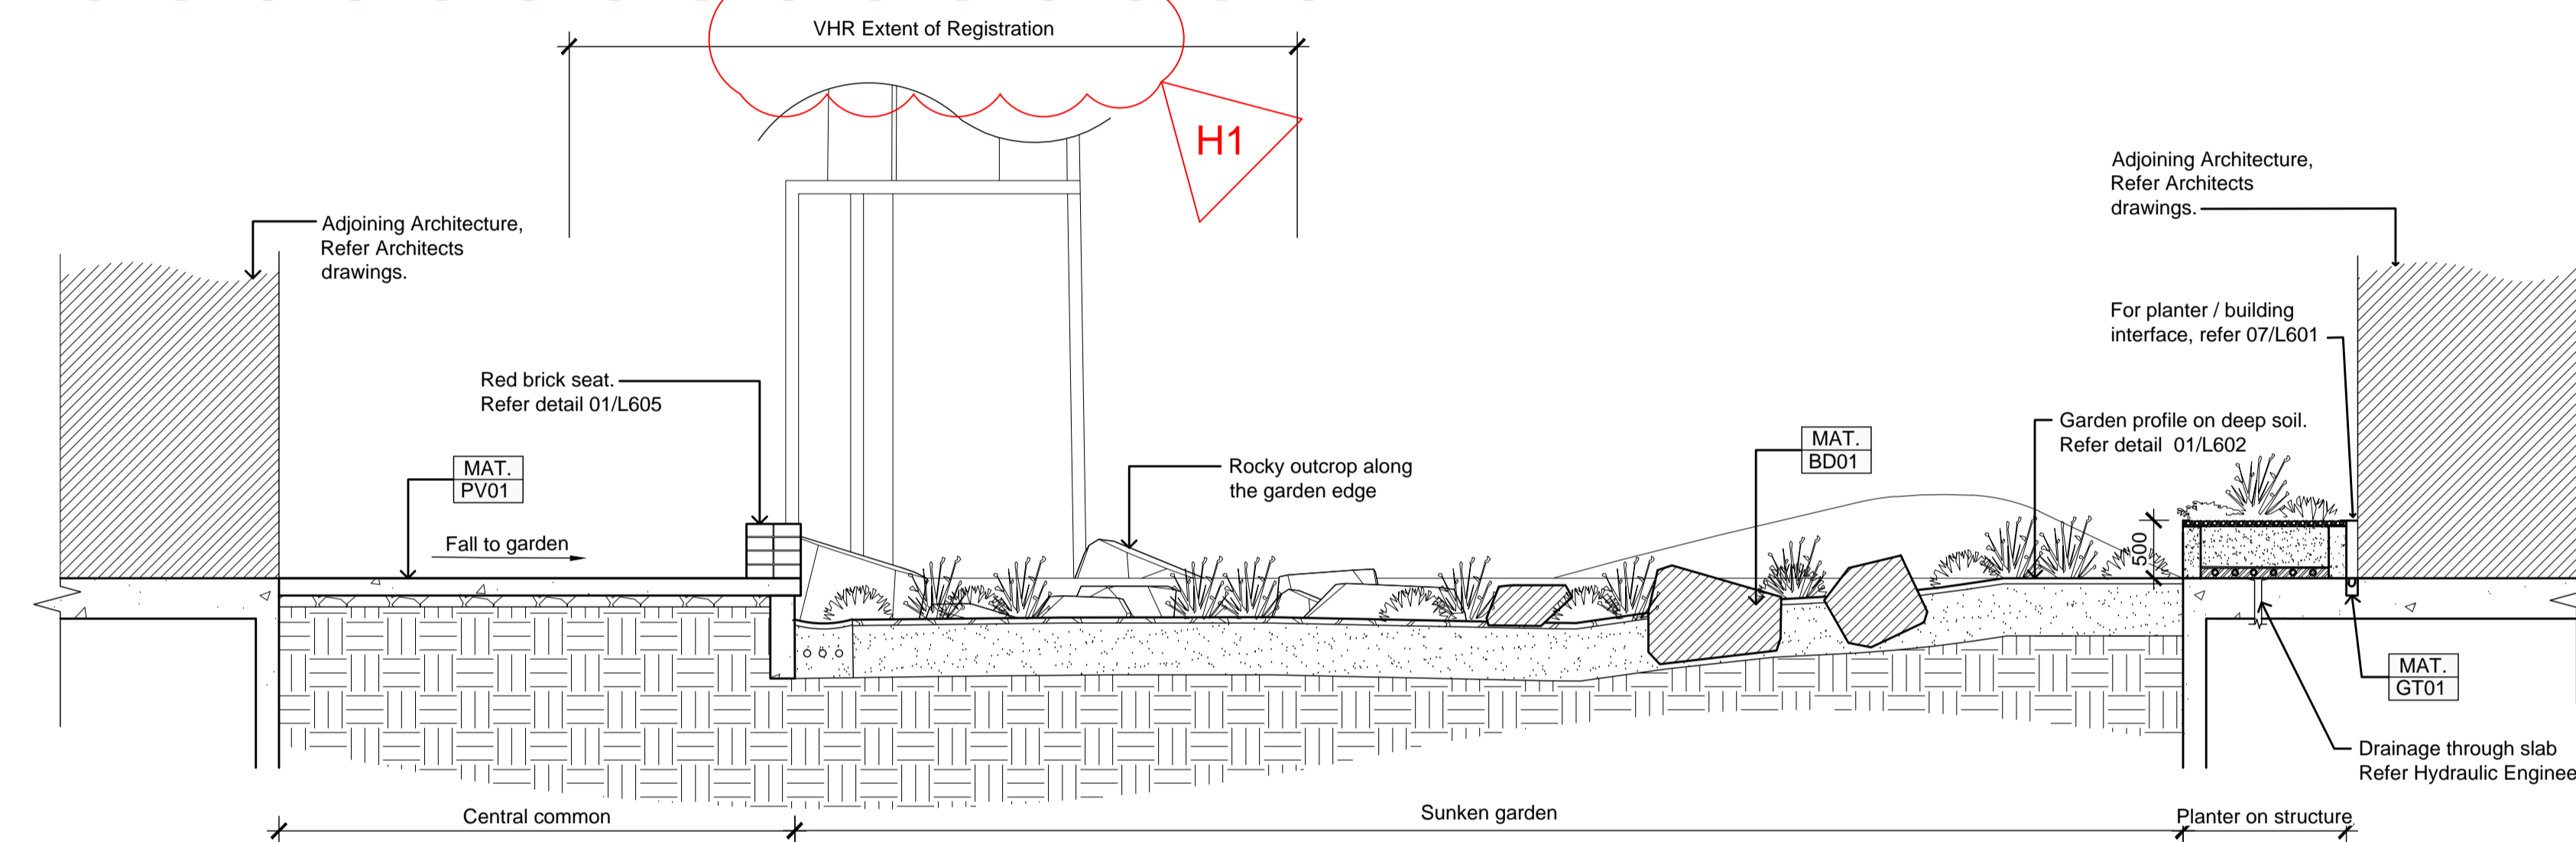 VHR Extent of Registration
H1
Adjoining Architecture,
Refer Architects
drawings.
Adjoining Architecture,
Refer Architects
drawings.
For planter / building
interface, refer 07/L601
Red brick seat.
Refer detail 01/L605
MAT.
PV01
Fall to garden
Rocky outcrop along
the garden edge
MAT.
BD01
Garden profile on deep soil.
Refer detail 01/L602
500
MAT.
GT01
Drainage through slab
Refer Hydraulic Enginee
Central common
Sunken garden
Planter on structure